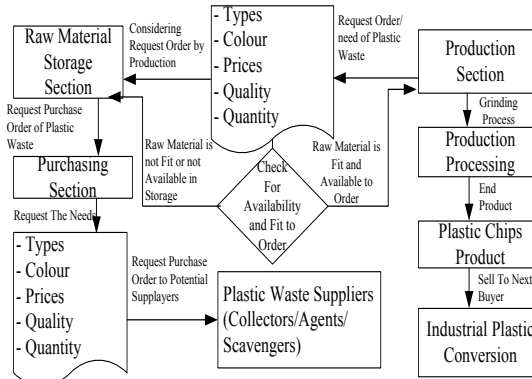 Raw Material
Storage
Section
Considering
Request Order by
Production
- Types
- Colour
- Prices
- Quality
- Quantity
Request Order/
need of Plastic
Waste
Production
Section
Request Purchase
Order of Plastic
Waste
Raw Material is
not Fit or not
Available in
Storage
Check
For
Availability
and Fit to
Order
Raw Material is
Fit and
Available to
Order
Grinding
Process
Production
Processing
Purchasing
Section
End
Product
Request The Needs
Plastic Chips
Product
- Types
- Colour
- Prices
- Quality
- Quantity
Request Purchase
Order to Potential
Supplayers
Plastic Waste Suppliers
(Collectors/Agents/
Scavengers)
Sell To Next
Buyer
Industrial Plastic
Conversion